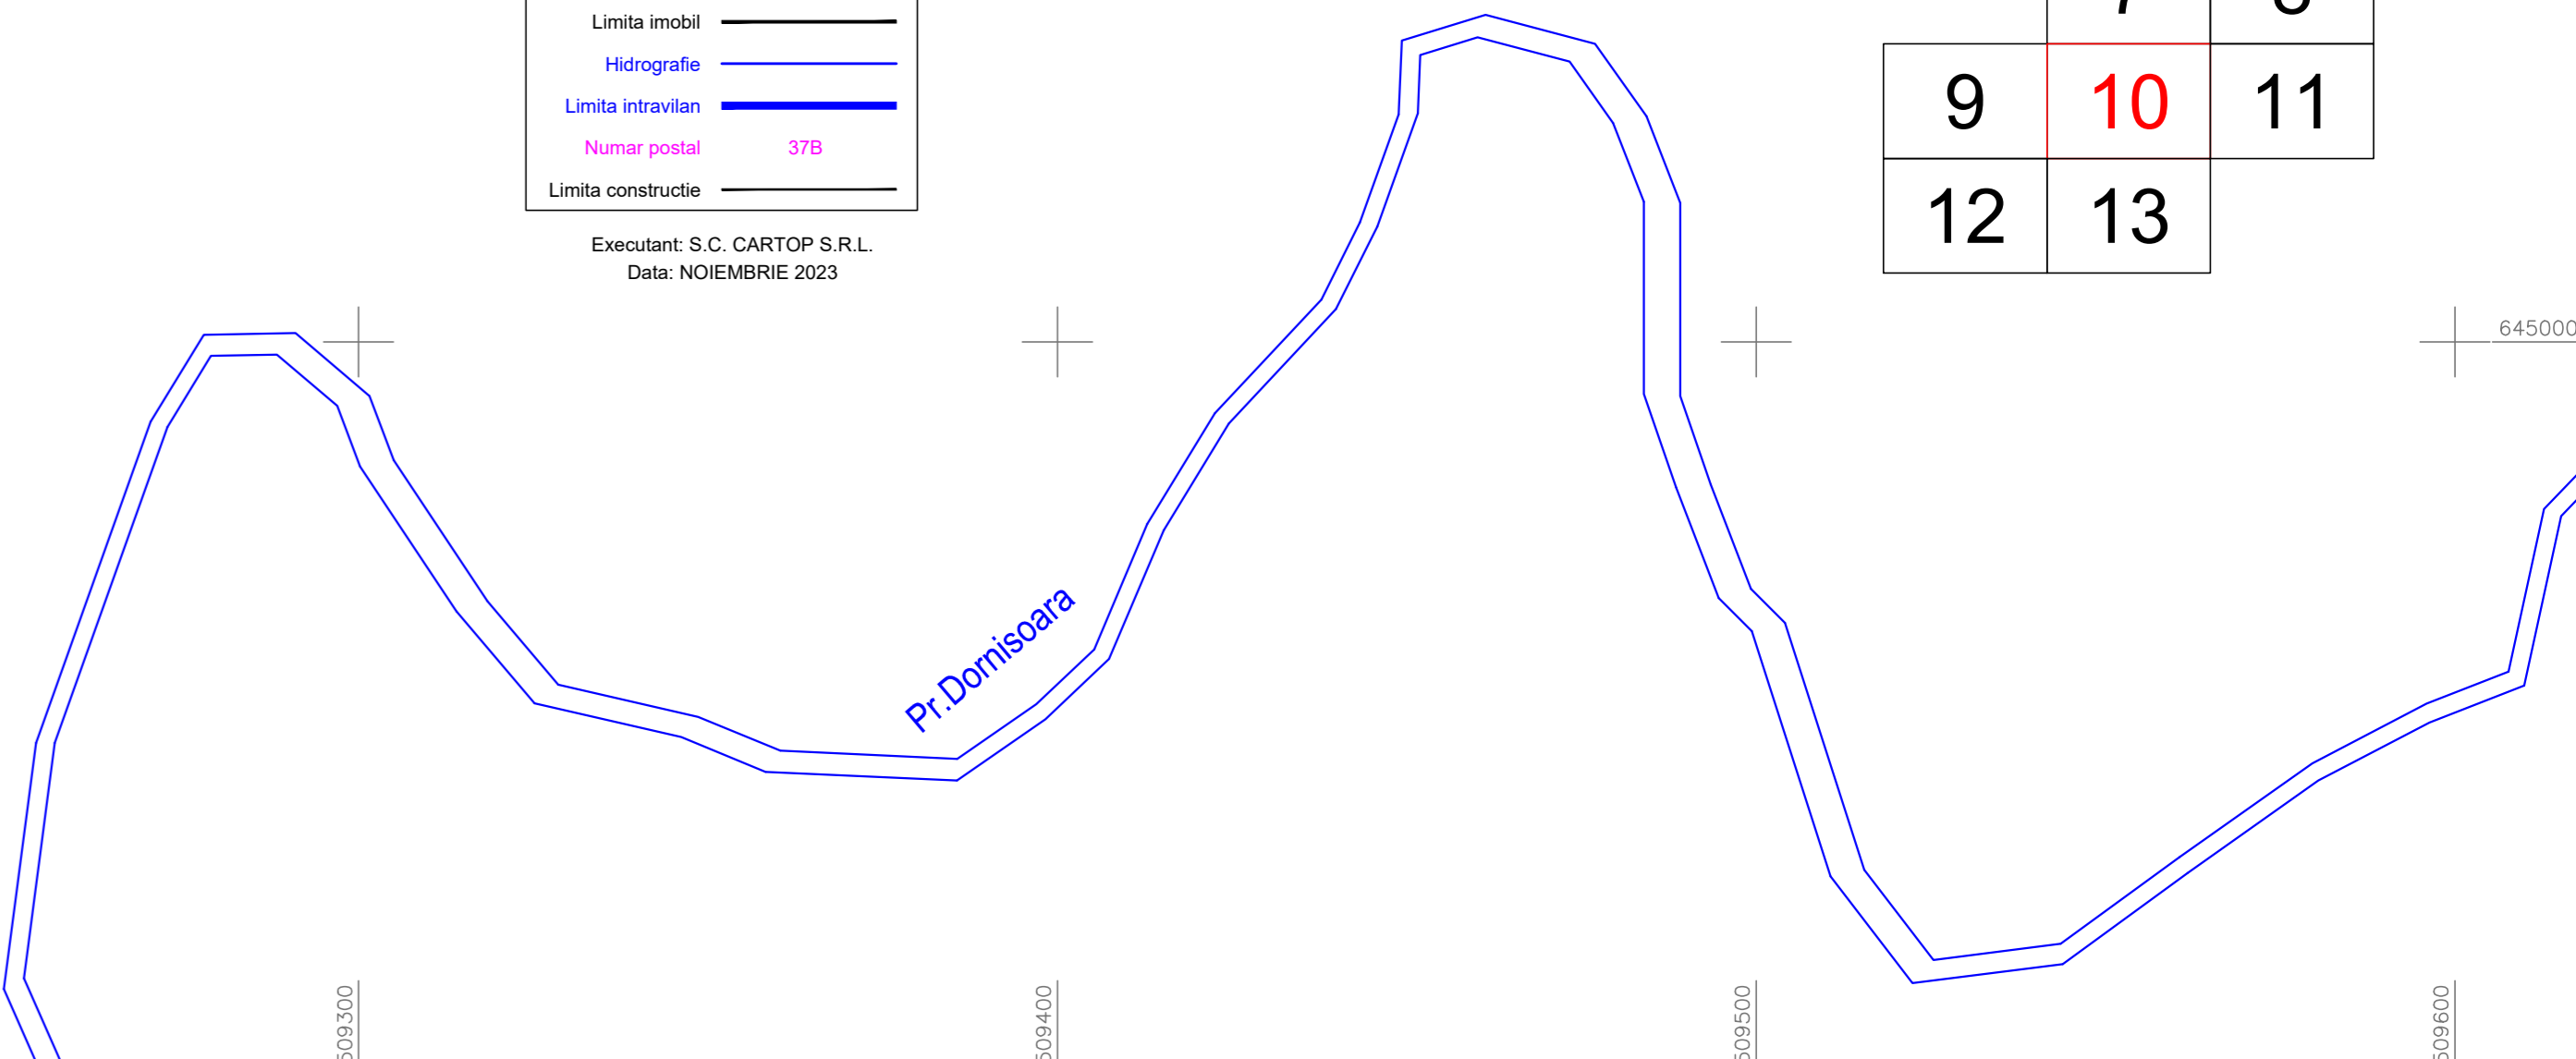 Limita imobil
Hidrografie
Limita intravilan
Numar postal 37B
Limita constructie
Executant: S.C. CARTOP S.R.L.
Data: NOIEMBRIE 2023
9 10 11
12 13
645000
Pr.Dornisoara
509300
509400
509500
509600